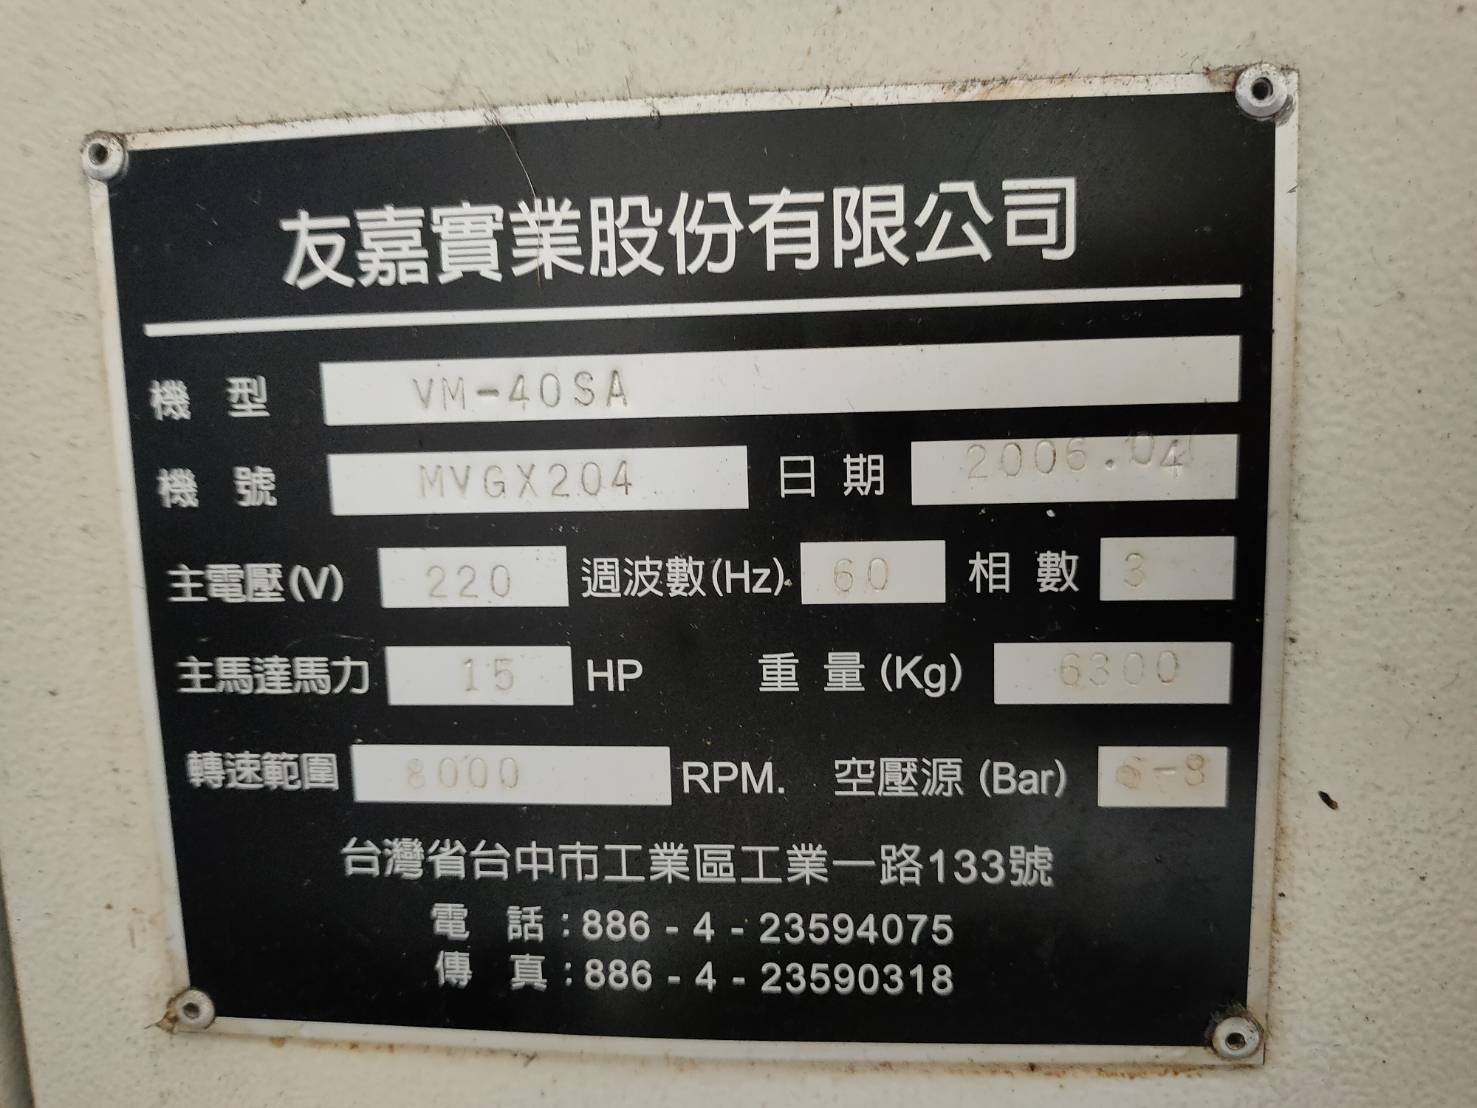 友嘉實業股份有限公司
機型 VM-40SA
機號 MVGX204 日期 2006.04
主電壓(V) 220 週波數(Hz). 60 相數 3
主馬達馬力 15 HP 重量(Kg) 6300
轉速範圍 8000 RPM. 空壓源(Bar) 6-8
台灣省台中市工業區工業一路133號
電話:886-4-23594075
傳真:886-4-23590318